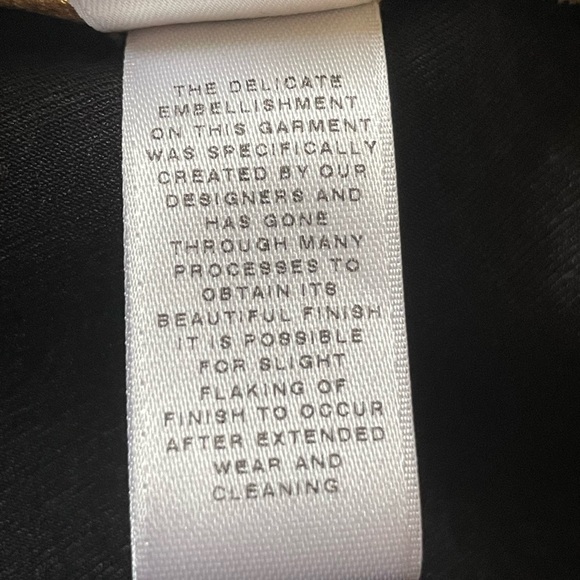 THE DELICATE
EMBELLISHMENT
ON THIS GARMENT
WAS SPECIFICALLY
CREATED BY OUR
DESIGNERS AND
HAS GONE
THROUGH MANY
PROCESSES TO
OBTAIN ITS
BEAUTIFUL FINISH
IT IS POSSIBLE
FOR SLIGHT
FLAKING OF
FINISH TO OCCUR
AFTER EXTENDED
WEAR AND
CLEANING